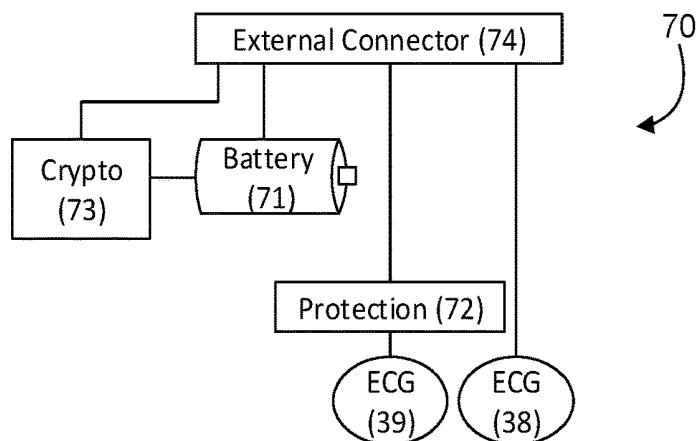 External Connector (74)
70
Crypto
(73)
Battery
(71)
Protection (72)
ECG
(39)
ECG
(38)